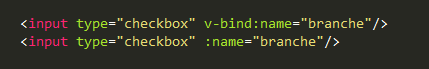 <input type="checkbox" v-bind:name="branche"/>
<input type="checkbox" :name="branche"/>